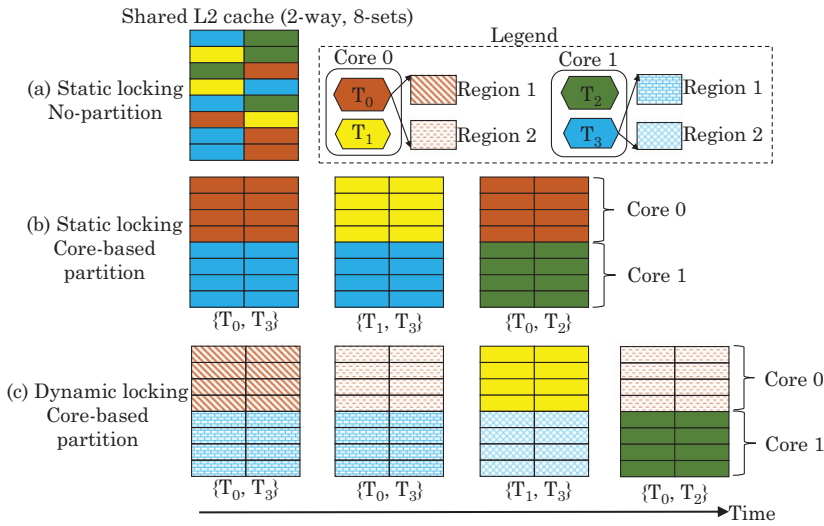 Shared L2 cache (2-way, 8-sets)
Legend
Core 0
Core 1
(a) Static locking
No-partition
T0
Region 1
T2
Region 1
T1
Region 2
T3
Region 2
(b) Static locking
Core-based
partition
Core 0
Core 1
{T0, T3}
{T1, T3}
{T0, T2}
(c) Dynamic locking
Core-based
partition
Core 0
Core 1
{T0, T3}
{T0, T3}
{T1, T3}
{T0, T2}
Time